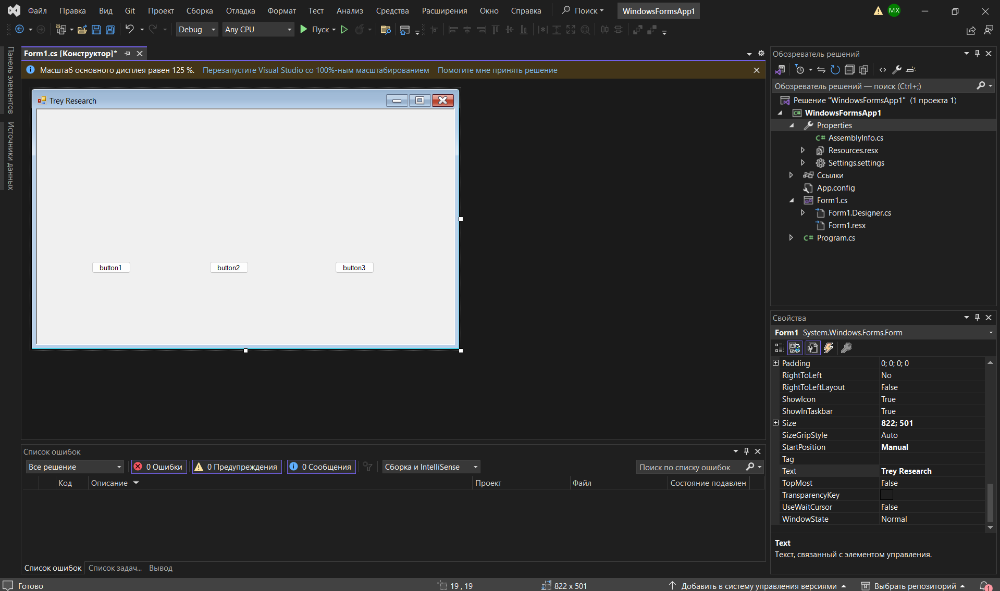 Файл Правка Вид Git Проект Сборка Отладка Формат Тест Анализ Средства Расширения Окно Справка Поиск WindowsFormsApp1 MX
Debug Any CPU Пуск
Панель элементов
Источники данных
Form1.cs [Конструктор]*
Масштаб основного дисплея равен 125 %. Перезапустите Visual Studio со 100%-ным масштабированием Помогите мне принять решение
Trey Research
button1 button2 button3
Список ошибок
Все решение 0 Ошибки 0 Предупреждения 0 Сообщения Сборка и IntelliSense Поиск по списку ошибок
Код Описание Проект Файл Состояние подавлен
Список ошибок Список задач... Вывод
Обозреватель решений
Обозреватель решений — поиск (Ctrl+;)
Решение "WindowsFormsApp1" (1 проекта 1)
C# WindowsFormsApp1
Properties
C# AssemblyInfo.cs
Resources.resx
Settings.settings
Ссылки
App.config
Form1.cs
Form1.Designer.cs
Form1.resx
C# Program.cs
Свойства
Form1 System.Windows.Forms.Form
Padding 0; 0; 0; 0
RightToLeft No
RightToLeftLayout False
ShowIcon True
ShowInTaskbar True
Size 822; 501
SizeGripStyle Auto
StartPosition Manual
Tag
Text Trey Research
TopMost False
TransparencyKey
UseWaitCursor False
WindowState Normal
Text
Текст, связанный с элементом управления.
Готово 19 , 19 822 x 501 Добавить в систему управления версиями Выбрать репозиторий 1